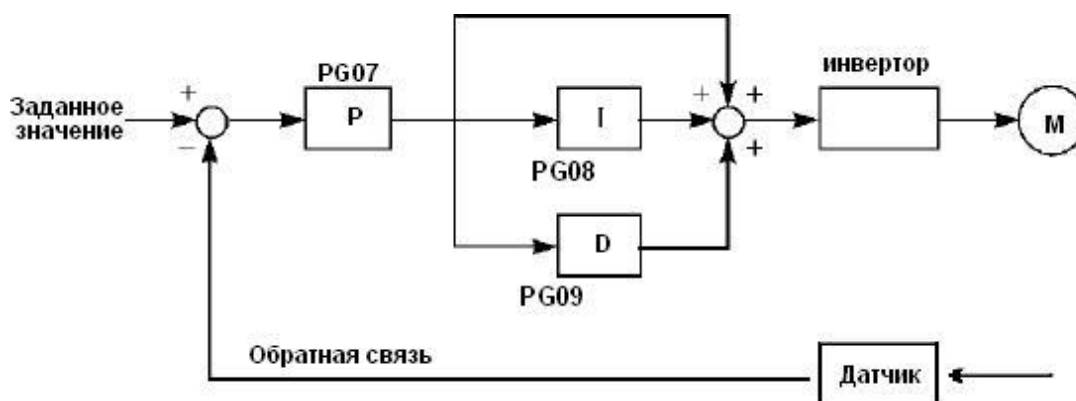 PG07
инвертор
Заданное
значение
+
−
P
I
+
+
+
M
PG08
D
PG09
Обратная связь
Датчик